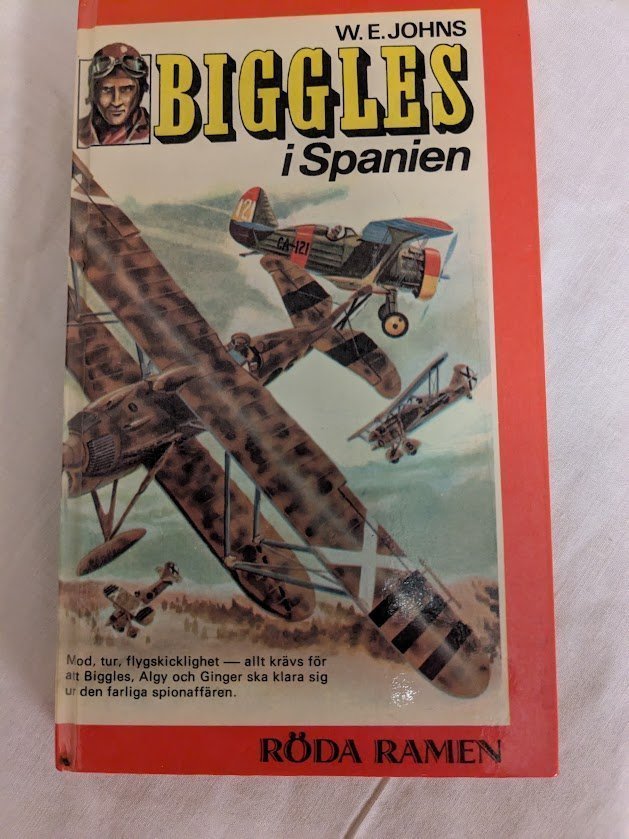 W. E. JOHNS
BIGGLES
i Spanien
121
CA-121
Mod, tur, flygskicklighet — allt krävs för
att Biggles, Algy och Ginger ska klara sig
ur den farliga spionaffären.
RÖDA RAMEN